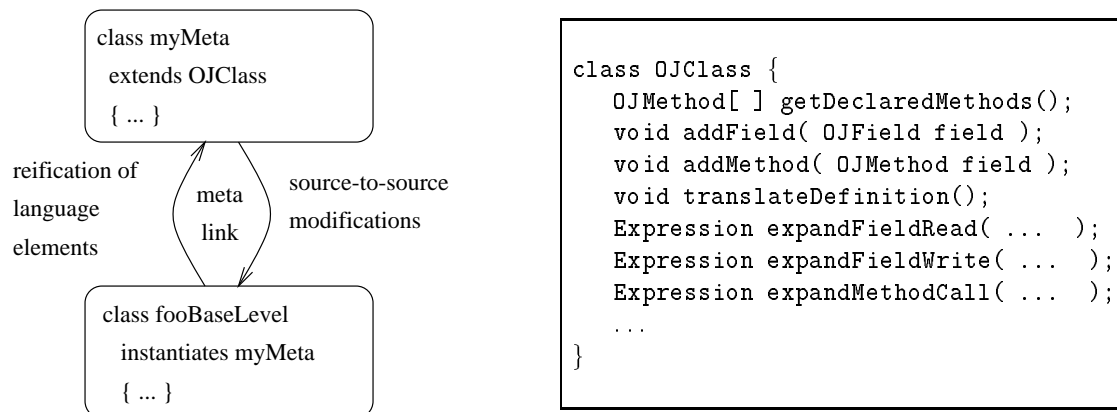 class myMeta
extends OJClass
{ ... }
reification of
language
elements
meta
link
source-to-source
modifications
class fooBaseLevel
instantiates myMeta
{ ... }
class OJClass {
OJMethod[ ] getDeclaredMethods();
void addField( OJField field );
void addMethod( OJMethod field );
void translateDefinition();
Expression expandFieldRead( ... );
Expression expandFieldWrite( ... );
Expression expandMethodCall( ... );
...
}